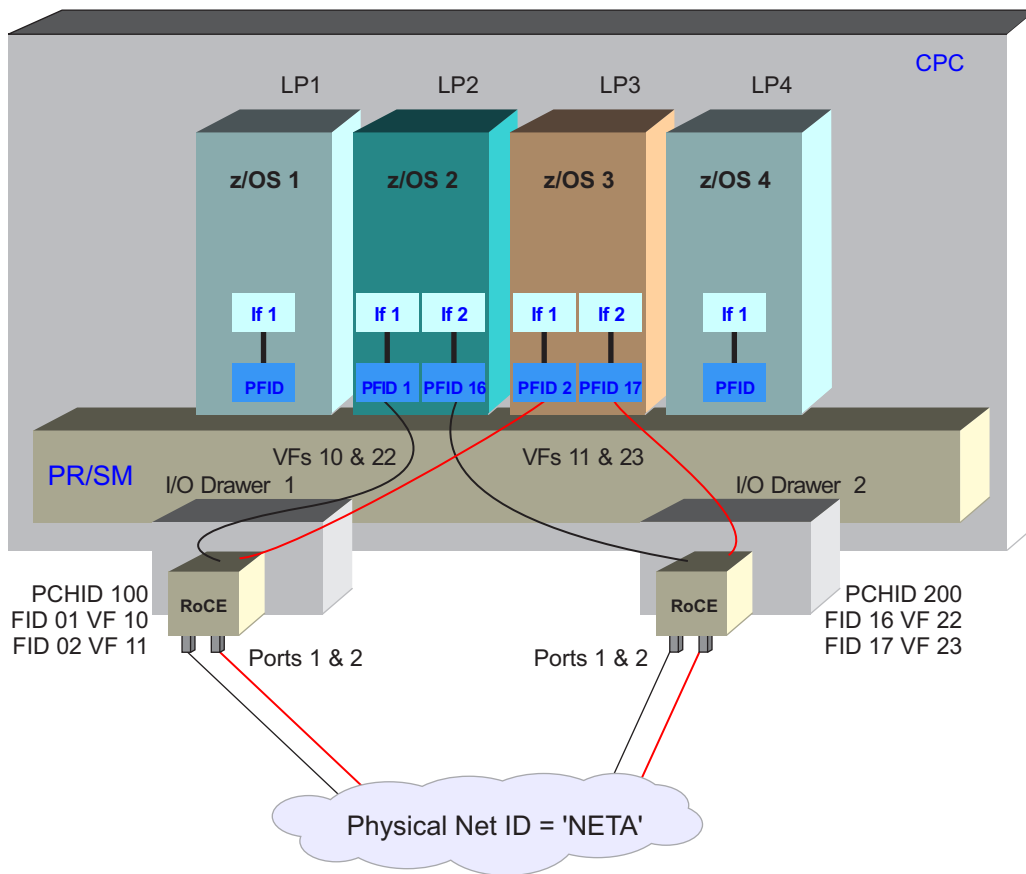 CPC
LP1
LP2
LP3
LP4
z/OS 1
z/OS 2
z/OS 3
z/OS 4
If 1
If 1
If 2
If 1
If 2
If 1
PFID
PFID 1
PFID 16
PFID 2
PFID 17
PFID
PR/SM
VFs 10 & 22
VFs 11 & 23
I/O Drawer 1
I/O Drawer 2
RoCE
RoCE
PCHID 100
FID 01 VF 10
FID 02 VF 11
PCHID 200
FID 16 VF 22
FID 17 VF 23
Ports 1 & 2
Ports 1 & 2
Physical Net ID = 'NETA'